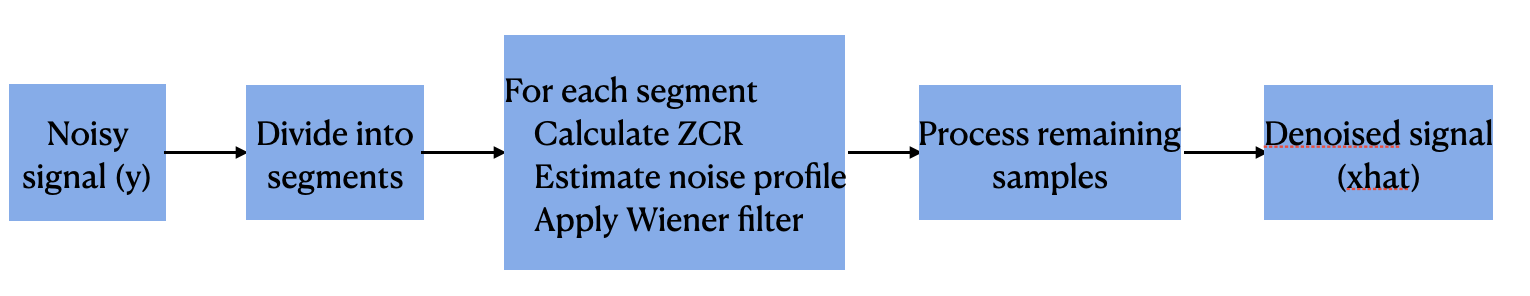 Noisy
signal (y)
Divide into
segments
For each segment
Calculate ZCR
Estimate noise profile
Apply Wiener filter
Process remaining
samples
Denoised signal
(xhat)